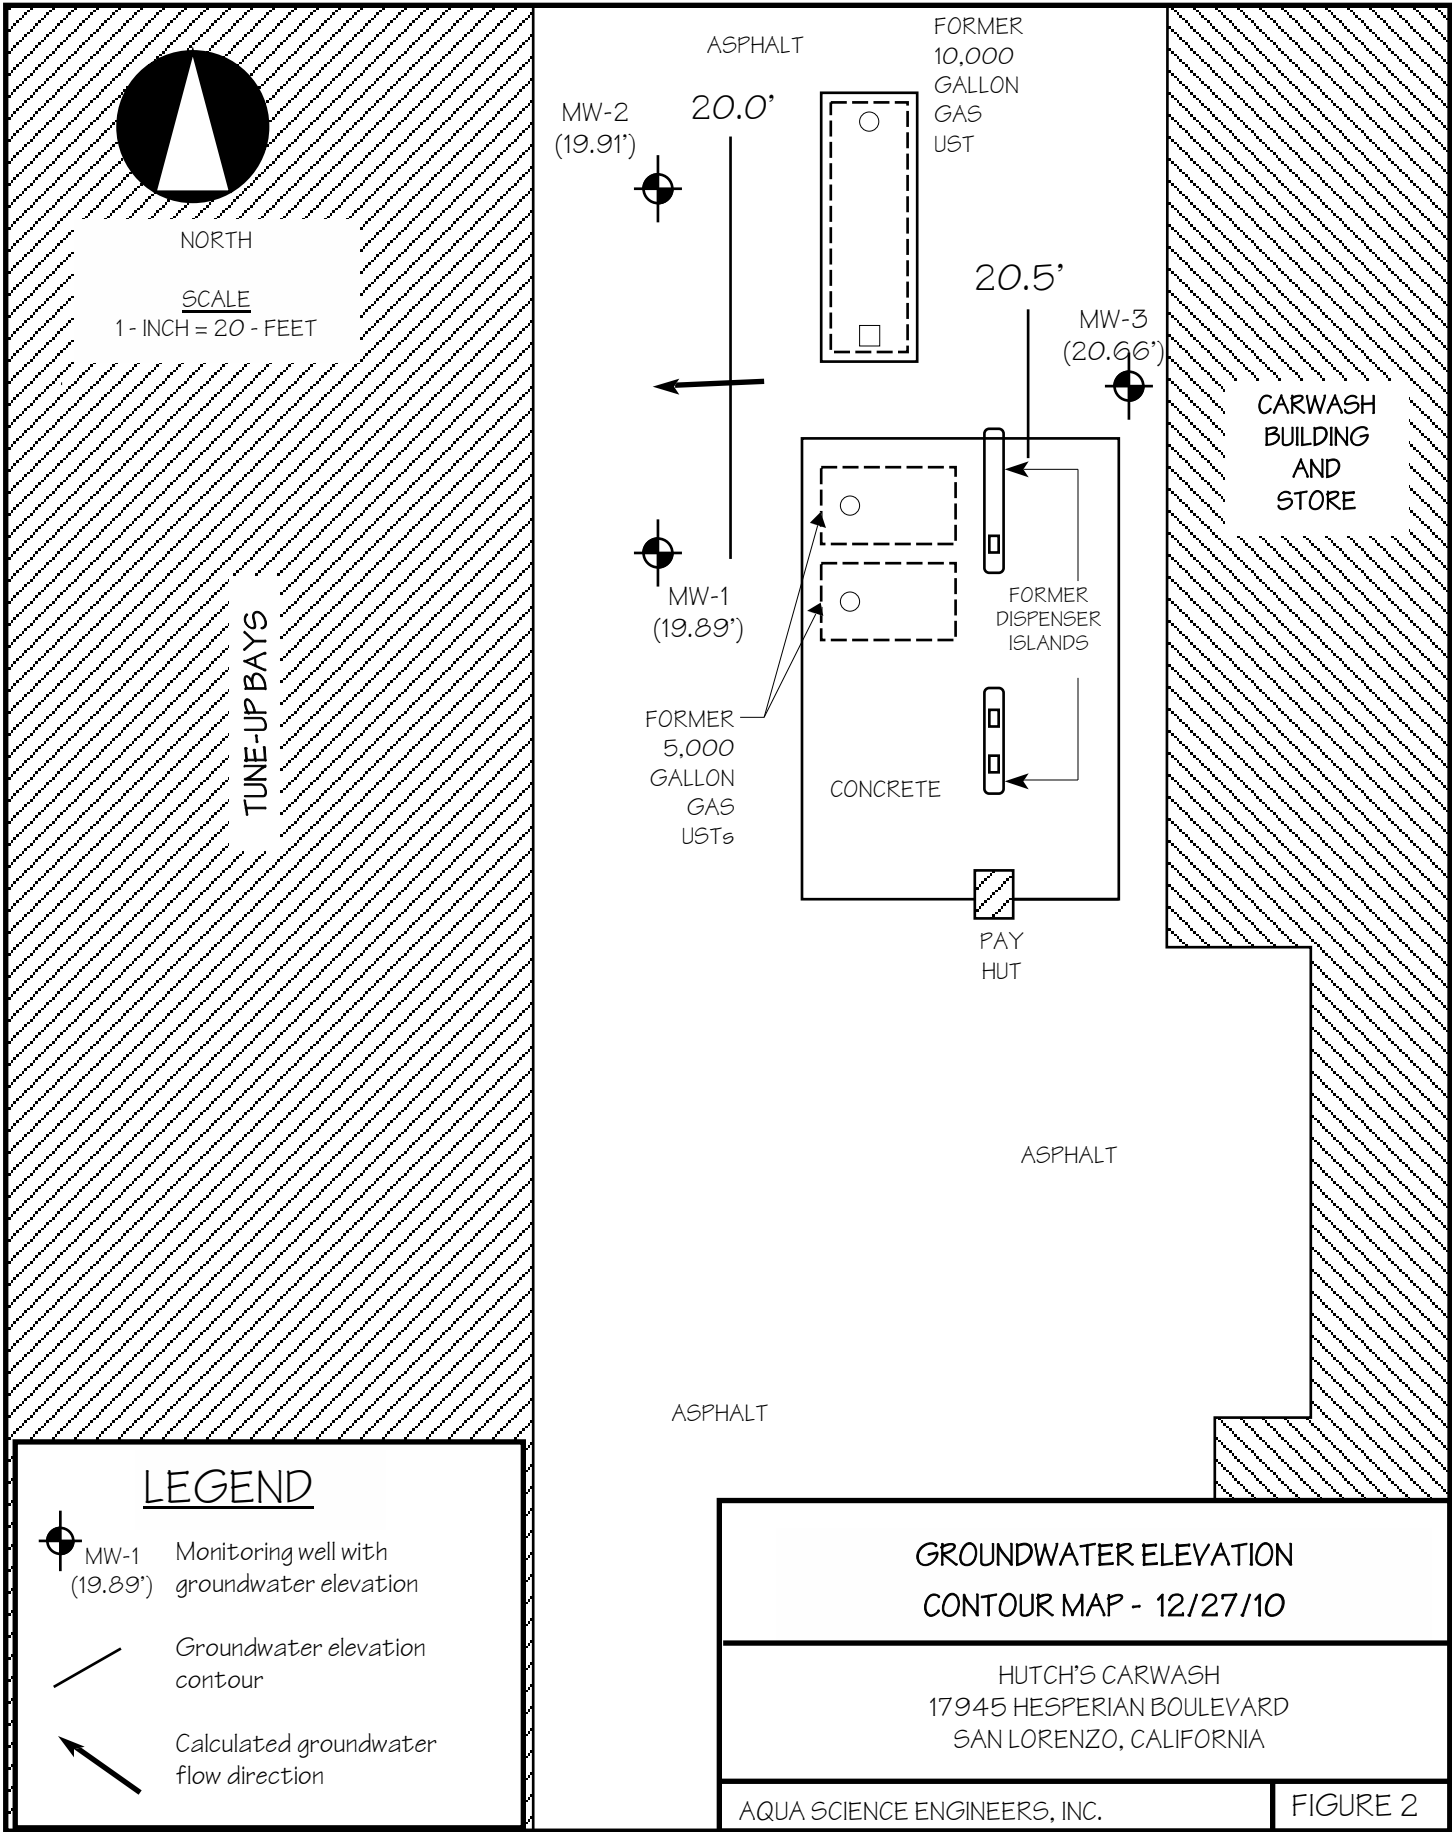 ASPHALT
FORMER
10,000
GALLON
GAS
UST
MW-2
(19.91')
20.0'
NORTH
SCALE
1 - INCH = 20 - FEET
20.5'
MW-3
(20.66')
CARWASH
BUILDING
AND
STORE
MW-1
(19.89')
FORMER
DISPENSER
ISLANDS
TUNE-UP BAYS
FORMER
5,000
GALLON
GAS
USTs
CONCRETE
PAY
HUT
ASPHALT
ASPHALT
LEGEND
MW-1
(19.89')
Monitoring well with
groundwater elevation
Groundwater elevation
contour
Calculated groundwater
flow direction
GROUNDWATER ELEVATION
CONTOUR MAP - 12/27/10
HUTCH'S CARWASH
17945 HESPERIAN BOULEVARD
SAN LORENZO, CALIFORNIA
AQUA SCIENCE ENGINEERS, INC.
FIGURE 2